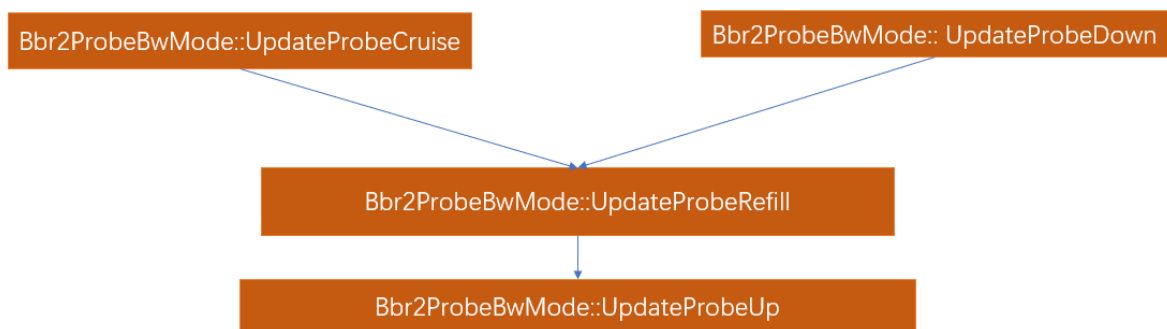 Bbr2ProbeBwMode::UpdateProbeCruise
Bbr2ProbeBwMode:: UpdateProbeDown
Bbr2ProbeBwMode::UpdateProbeRefill
Bbr2ProbeBwMode::UpdateProbeUp